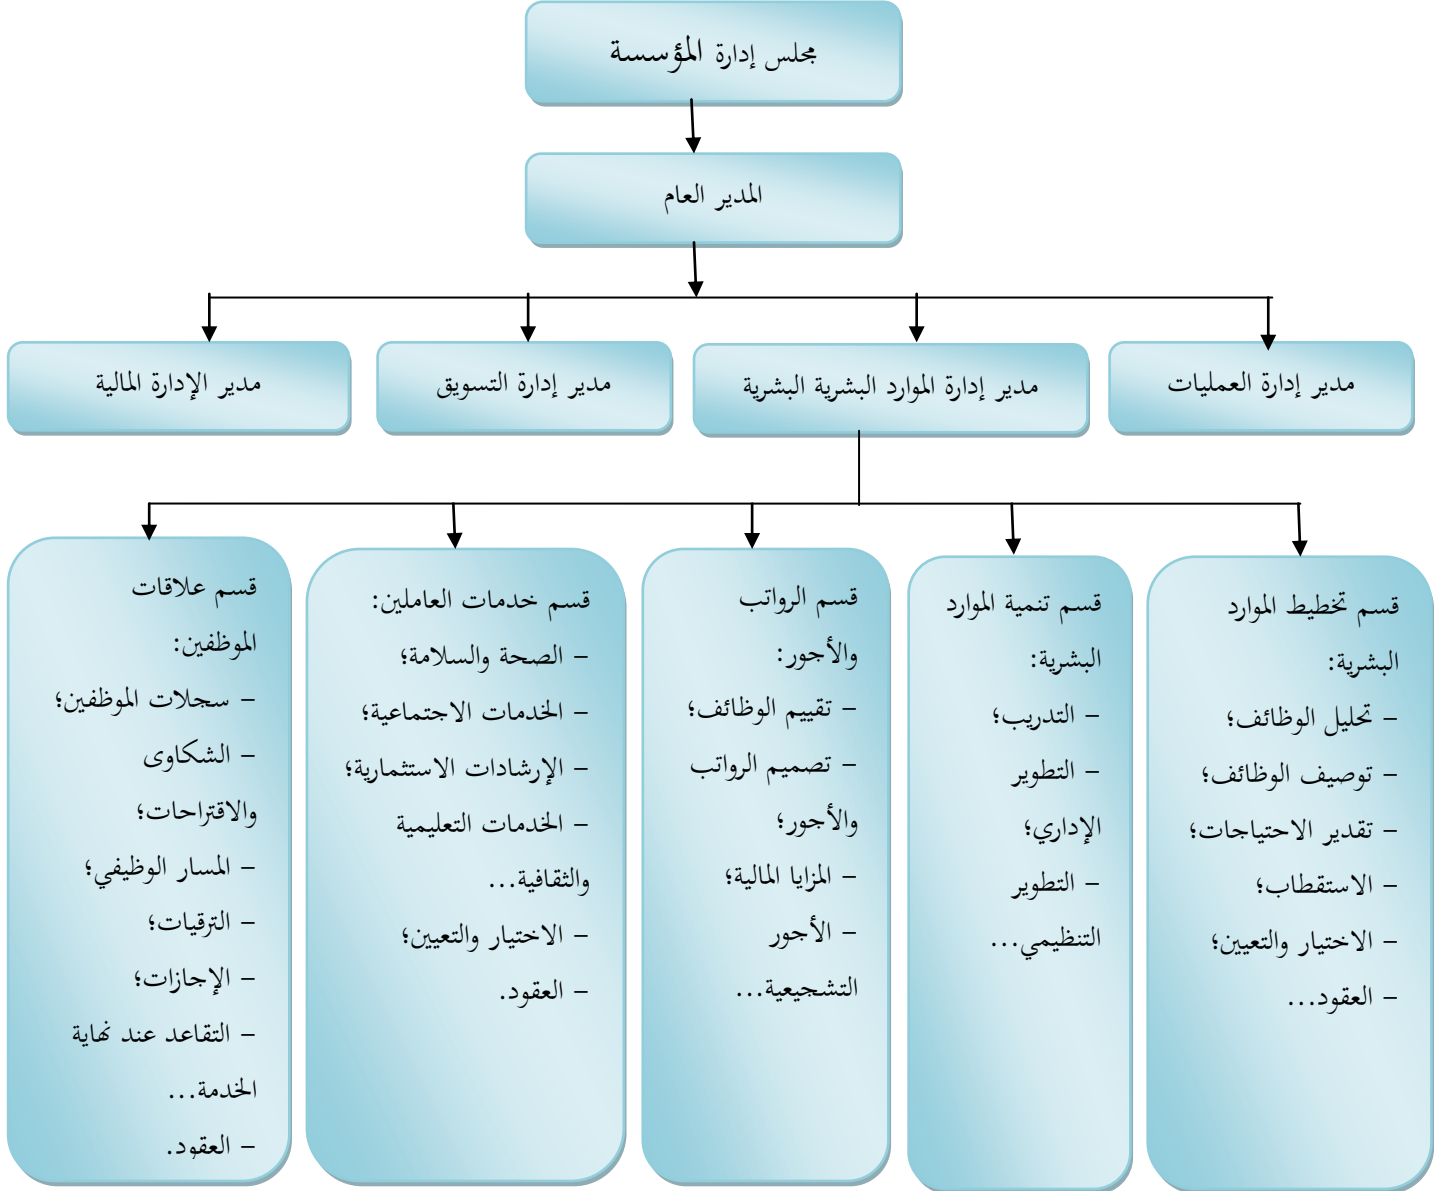 مجلس إدارة المؤسسة
المدير العام
مدير إدارة العمليات
مدير إدارة الموارد البشرية البشرية
مدير إدارة التسويق
مدير الإدارة المالية
قسم تخطيط الموارد
البشرية:
– تحليل الوظائف؛
– توصيف الوظائف؛
– تقدير الاحتياجات؛
– الاستقطاب؛
– الاختيار والتعيين؛
– العقود...
قسم تنمية الموارد
البشرية:
– التدريب؛
– التطوير
الإداري؛
– التطوير
التنظيمي...
قسم الرواتب
والأجور:
– تقييم الوظائف؛
– تصميم الرواتب
والأجور؛
– المزايا المالية؛
– الأجور
التشجيعية...
قسم خدمات العاملين:
– الصحة والسلامة؛
– الخدمات الاجتماعية؛
– الإرشادات الاستثمارية؛
– الخدمات التعليمية
والثقافية...
– الاختيار والتعيين؛
– العقود.
قسم علاقات
الموظفين:
– سجلات الموظفين؛
– الشكاوى
والاقتراحات؛
– المسار الوظيفي؛
– الترقيات؛
– الإجازات؛
– التقاعد عند نهاية
الخدمة...
– العقود.